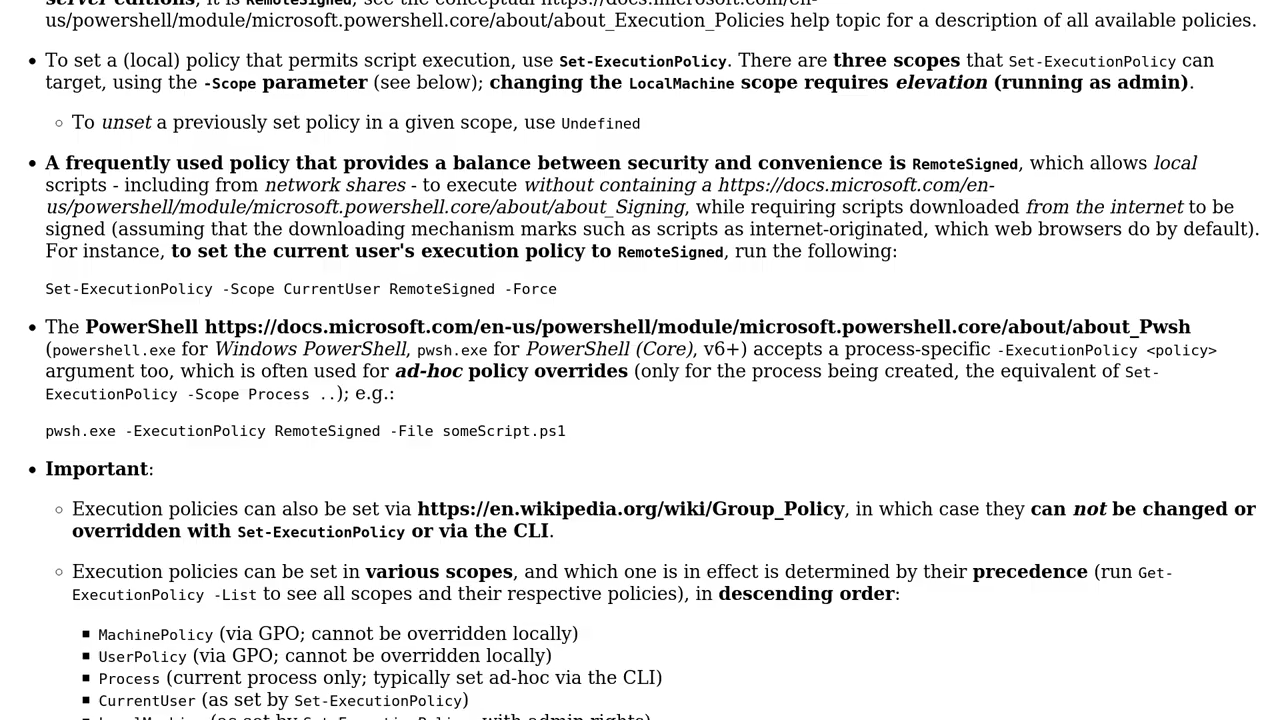 server editions, it is RemoteSigned; see the conceptual https://docs.microsoft.com/en-
us/powershell/module/microsoft.powershell.core/about/about_Execution_Policies help topic for a description of all available policies.
• To set a (local) policy that permits script execution, use Set-ExecutionPolicy. There are three scopes that Set-ExecutionPolicy can
target, using the -Scope parameter (see below); changing the LocalMachine scope requires elevation (running as admin).
◦ To unset a previously set policy in a given scope, use Undefined
• A frequently used policy that provides a balance between security and convenience is RemoteSigned, which allows local
scripts - including from network shares - to execute without containing a https://docs.microsoft.com/en-
us/powershell/module/microsoft.powershell.core/about/about_Signing, while requiring scripts downloaded from the internet to be
signed (assuming that the downloading mechanism marks such as scripts as internet-originated, which web browsers do by default).
For instance, to set the current user's execution policy to RemoteSigned, run the following:
Set-ExecutionPolicy -Scope CurrentUser RemoteSigned -Force
• The PowerShell https://docs.microsoft.com/en-us/powershell/module/microsoft.powershell.core/about/about_Pwsh
(powershell.exe for Windows PowerShell, pwsh.exe for PowerShell (Core), v6+) accepts a process-specific -ExecutionPolicy <policy>
argument too, which is often used for ad-hoc policy overrides (only for the process being created, the equivalent of Set-
ExecutionPolicy -Scope Process ..); e.g.:
pwsh.exe -ExecutionPolicy RemoteSigned -File someScript.ps1
• Important:
◦ Execution policies can also be set via https://en.wikipedia.org/wiki/Group_Policy, in which case they can not be changed or
overridden with Set-ExecutionPolicy or via the CLI.
◦ Execution policies can be set in various scopes, and which one is in effect is determined by their precedence (run Get-
ExecutionPolicy -List to see all scopes and their respective policies), in descending order:
▪ MachinePolicy (via GPO; cannot be overridden locally)
▪ UserPolicy (via GPO; cannot be overridden locally)
▪ Process (current process only; typically set ad-hoc via the CLI)
▪ CurrentUser (as set by Set-ExecutionPolicy)
▪ LocalMachine (as set by Set-ExecutionPolicy, with admin rights)